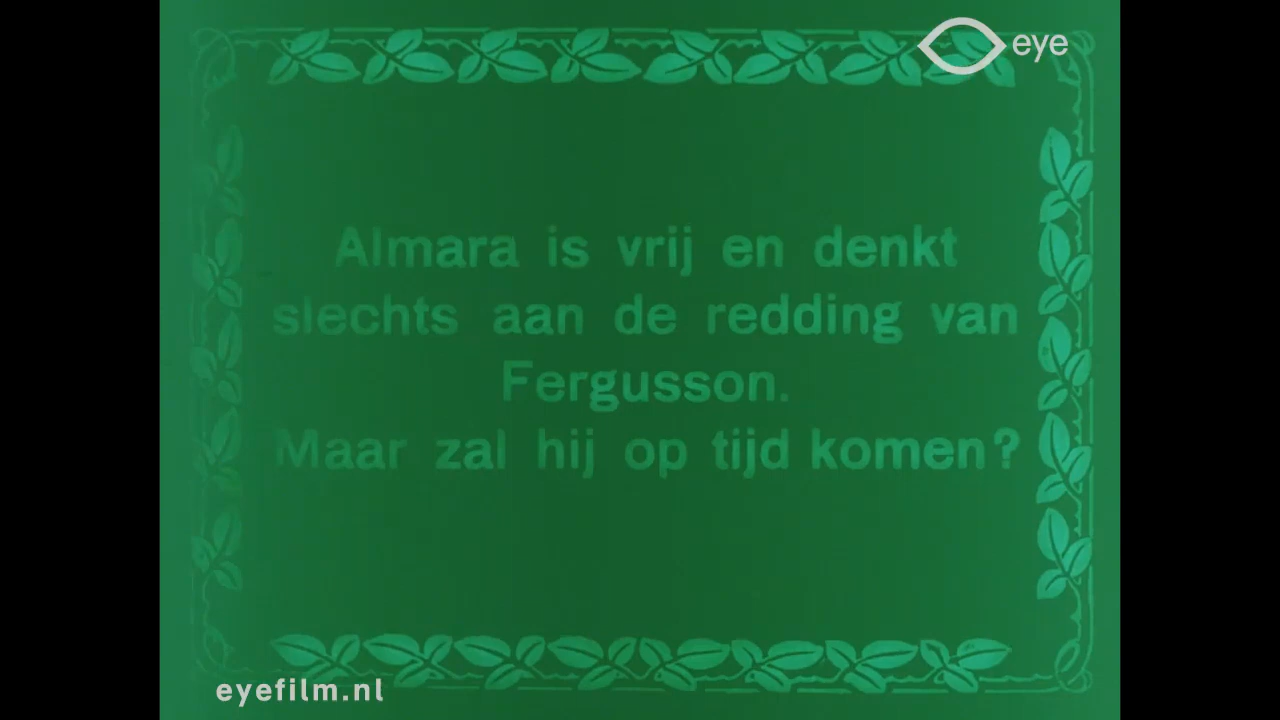 eye
Almara is vrij en denkt
slechts aan de redding van
Fergusson.
Maar zal hij op tijd komen?
eyefilm.nl